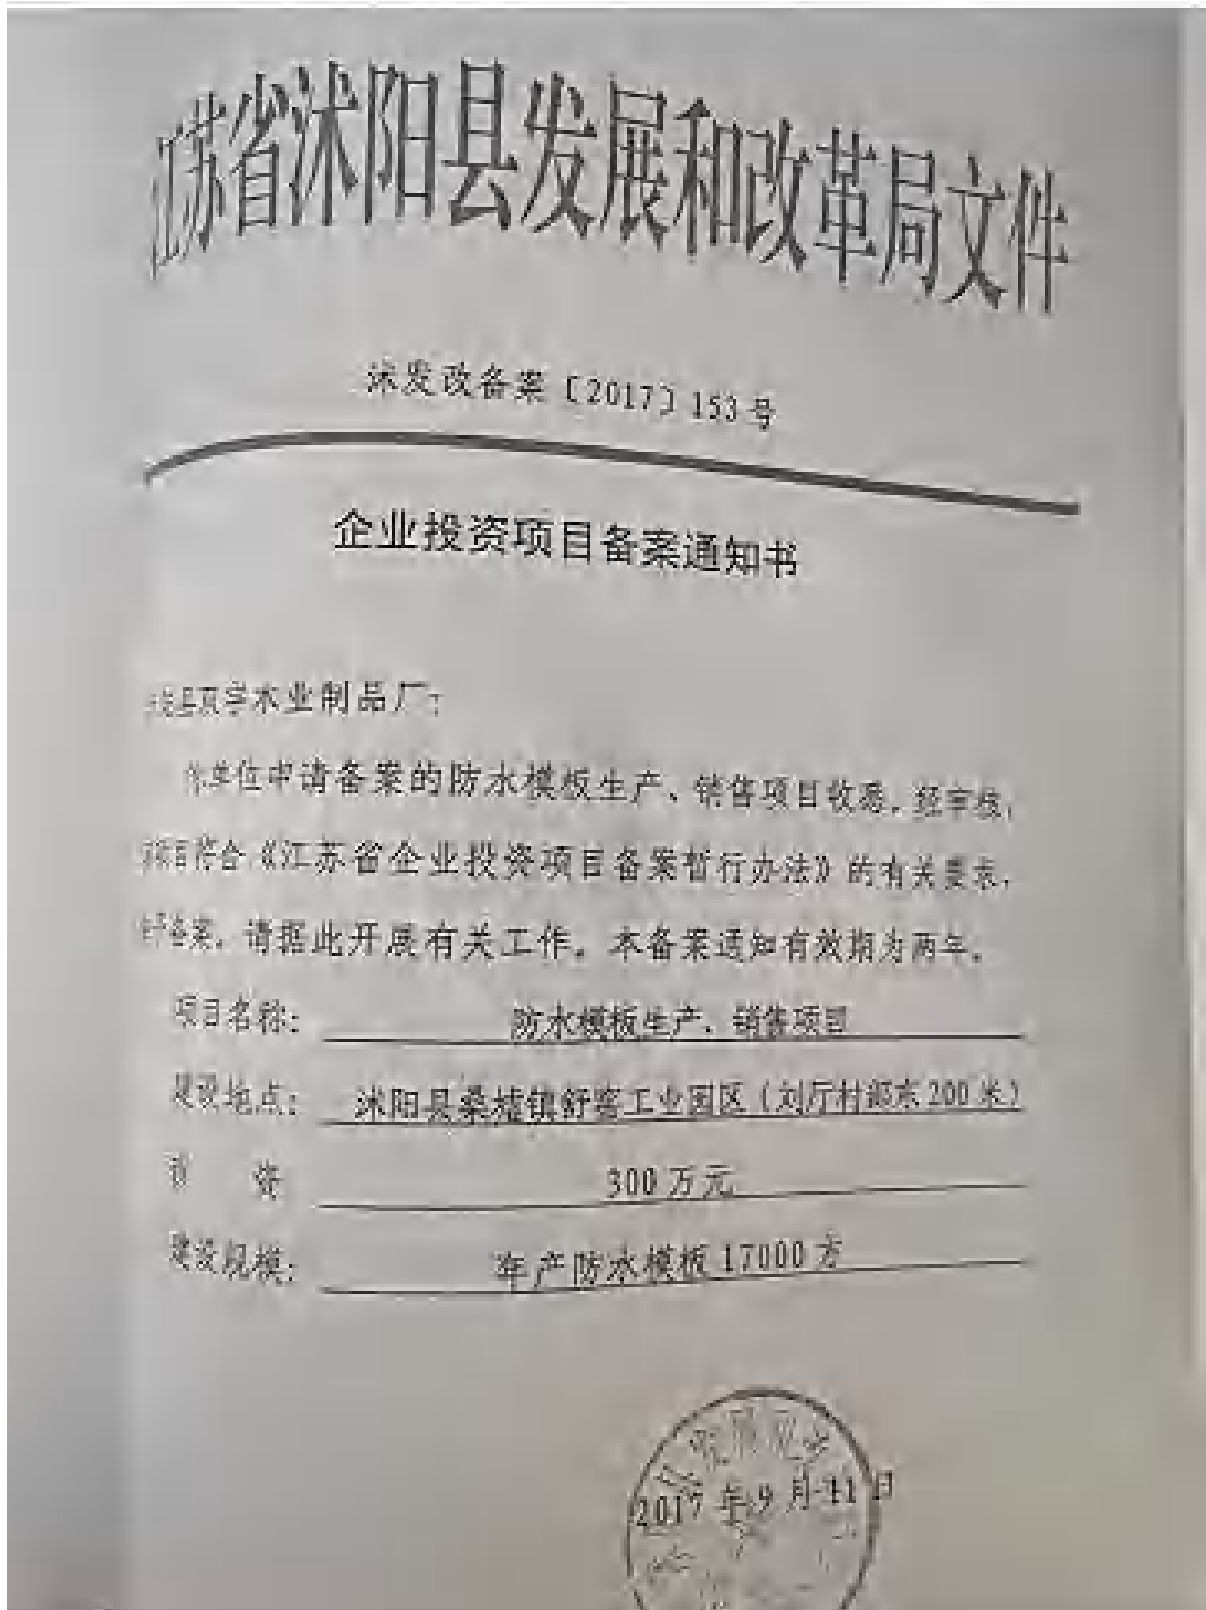 江苏省沭阳县发展和改革局文件
沭发改备案〔2017〕153号
企业投资项目备案通知书
木业制品厂：
你单位申请备案的防水模板生产、销售项目收悉。经审核，
该项目符合《江苏省企业投资项目备案暂行办法》的有关要求，
备案。请据此开展有关工作。本备案通知有效期为两年。
项目名称： 防水模板生产、销售项目
建设地点： 沭阳县桑墟镇舒窑工业园区（刘厅村部东200米）
资 300万元
建设规模： 年产防水模板17000方
2017年9月11日